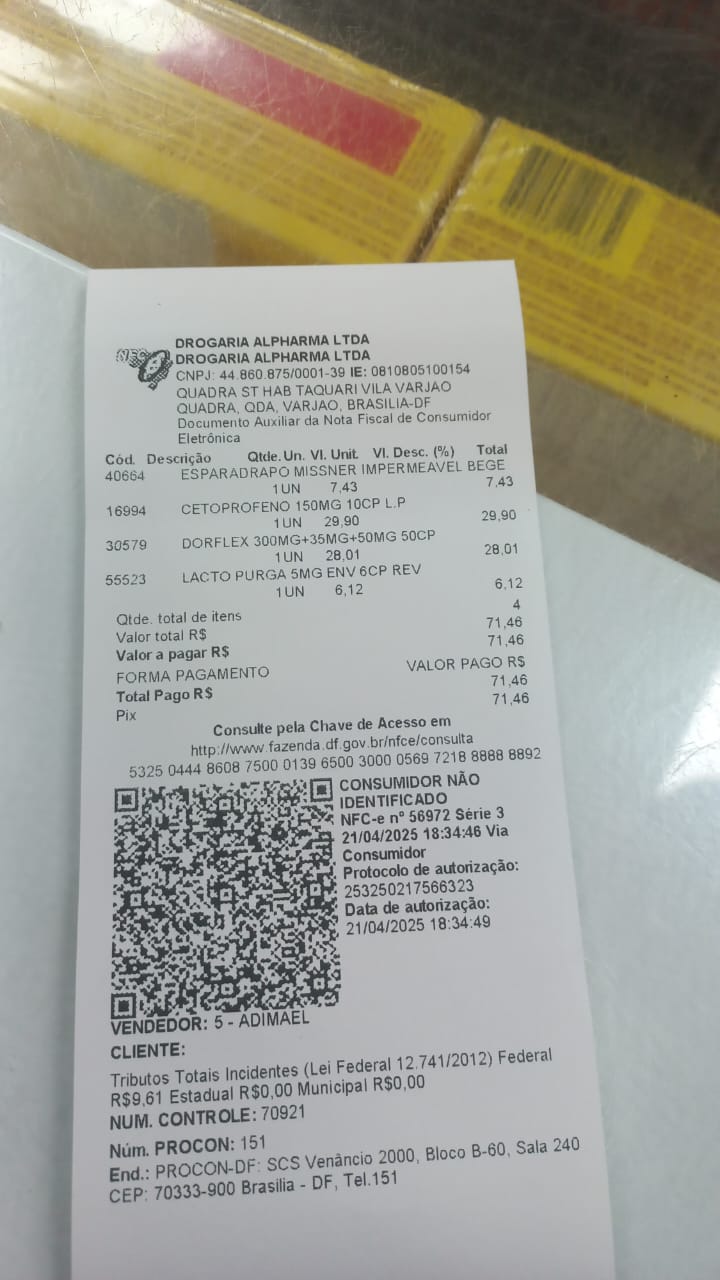 DROGARIA ALPHARMA LTDA
DROGARIA ALPHARMA LTDA
CNPJ: 44.860.875/0001-39 IE: 0810805100154
QUADRA ST HAB TAQUARI VILA VARJAO
QUADRA, QDA, VARJAO, BRASILIA-DF
Documento Auxiliar da Nota Fiscal de Consumidor
Eletrônica
Cód. Descrição Qtde. Un. Vl. Unit. Vl. Desc. (%) Total
40664 ESPARADRAPO MISSNER IMPERMEAVEL BEGE
1 UN 7,43 7,43
16994 CETOPROFENO 150MG 10CP L.P
1 UN 29,90 29,90
30579 DORFLEX 300MG+35MG+50MG 50CP
1 UN 28,01 28,01
55523 LACTO PURGA 5MG ENV 6CP REV
1 UN 6,12 6,12
Qtde. total de itens 4
Valor total R$ 71,46
Valor a pagar R$ 71,46
FORMA PAGAMENTO VALOR PAGO R$
Total Pago R$ 71,46
Pix 71,46
Consulte pela Chave de Acesso em
http://www.fazenda.df.gov.br/nfce/consulta
5325 0444 8608 7500 0139 6500 3000 0569 7218 8888 8892
CONSUMIDOR NÃO
IDENTIFICADO
NFC-e nº 56972 Série 3
21/04/2025 18:34:46 Via
Consumidor
Protocolo de autorização:
253250217566323
Data de autorização:
21/04/2025 18:34:49
VENDEDOR: 5 - ADIMAEL
CLIENTE:
Tributos Totais Incidentes (Lei Federal 12.741/2012) Federal
R$9,61 Estadual R$0,00 Municipal R$0,00
NUM. CONTROLE: 70921
Núm. PROCON: 151
End.: PROCON-DF: SCS Venâncio 2000, Bloco B-60, Sala 240
CEP: 70333-900 Brasilia - DF, Tel.151